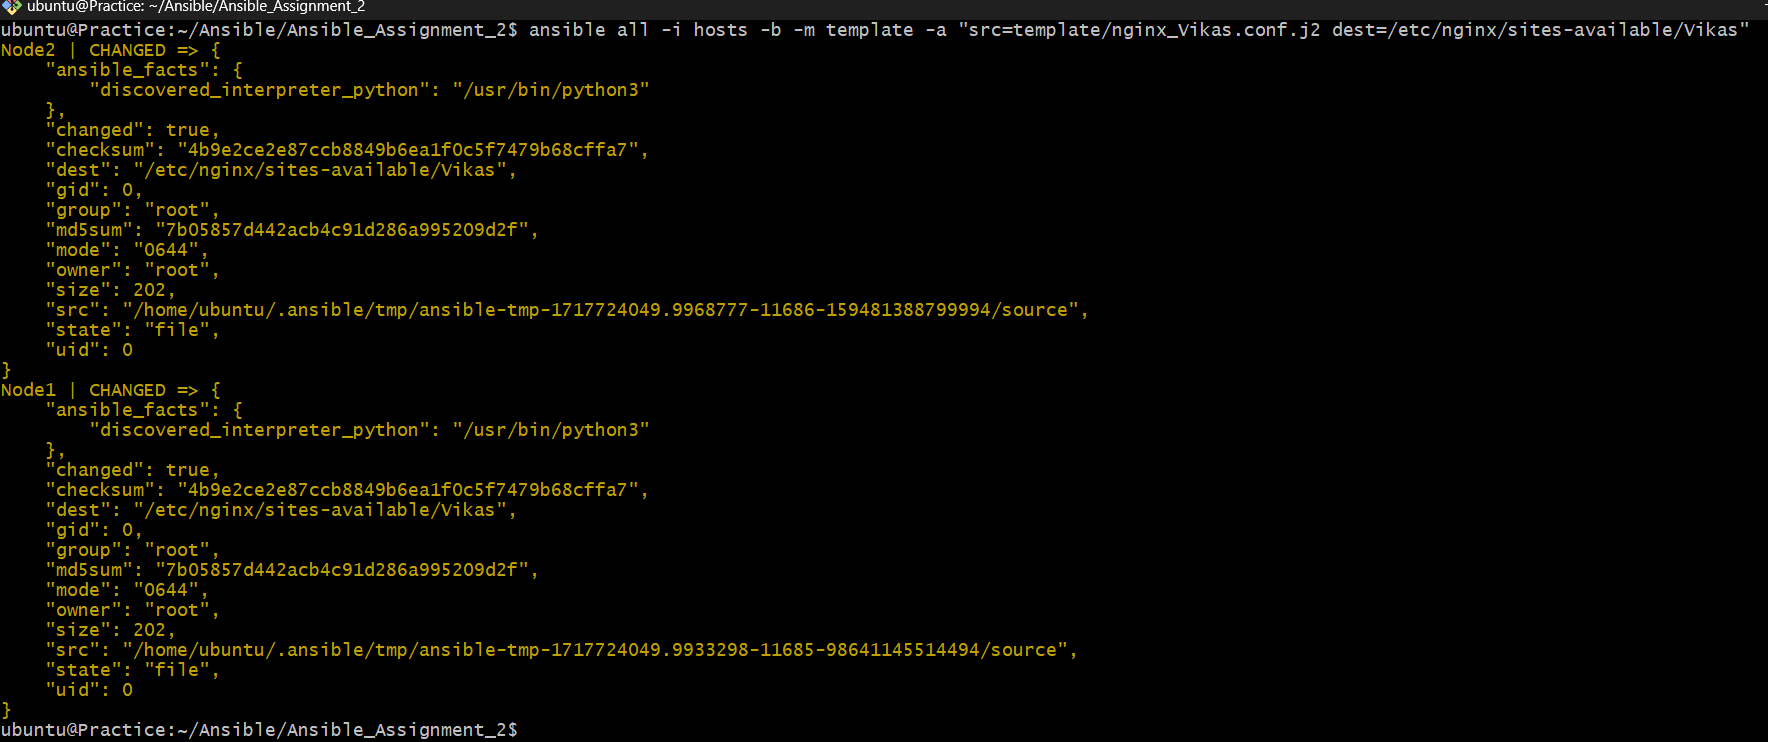 ubuntu@Practice: ~/Ansible/Ansible_Assignment_2
ubuntu@Practice:~/Ansible/Ansible_Assignment_2$ ansible all -i hosts -b -m template -a "src=template/nginx_Vikas.conf.j2 dest=/etc/nginx/sites-available/Vikas"
Node2 | CHANGED => {
    "ansible_facts": {
        "discovered_interpreter_python": "/usr/bin/python3"
    },
    "changed": true,
    "checksum": "4b9e2ce2e87ccb8849b6ea1f0c5f7479b68cffa7",
    "dest": "/etc/nginx/sites-available/Vikas",
    "gid": 0,
    "group": "root",
    "md5sum": "7b05857d442acb4c91d286a995209d2f",
    "mode": "0644",
    "owner": "root",
    "size": 202,
    "src": "/home/ubuntu/.ansible/tmp/ansible-tmp-1717724049.9968777-11686-159481388799994/source",
    "state": "file",
    "uid": 0
}
Node1 | CHANGED => {
    "ansible_facts": {
        "discovered_interpreter_python": "/usr/bin/python3"
    },
    "changed": true,
    "checksum": "4b9e2ce2e87ccb8849b6ea1f0c5f7479b68cffa7",
    "dest": "/etc/nginx/sites-available/Vikas",
    "gid": 0,
    "group": "root",
    "md5sum": "7b05857d442acb4c91d286a995209d2f",
    "mode": "0644",
    "owner": "root",
    "size": 202,
    "src": "/home/ubuntu/.ansible/tmp/ansible-tmp-1717724049.9933298-11685-98641145514494/source",
    "state": "file",
    "uid": 0
}
ubuntu@Practice:~/Ansible/Ansible_Assignment_2$